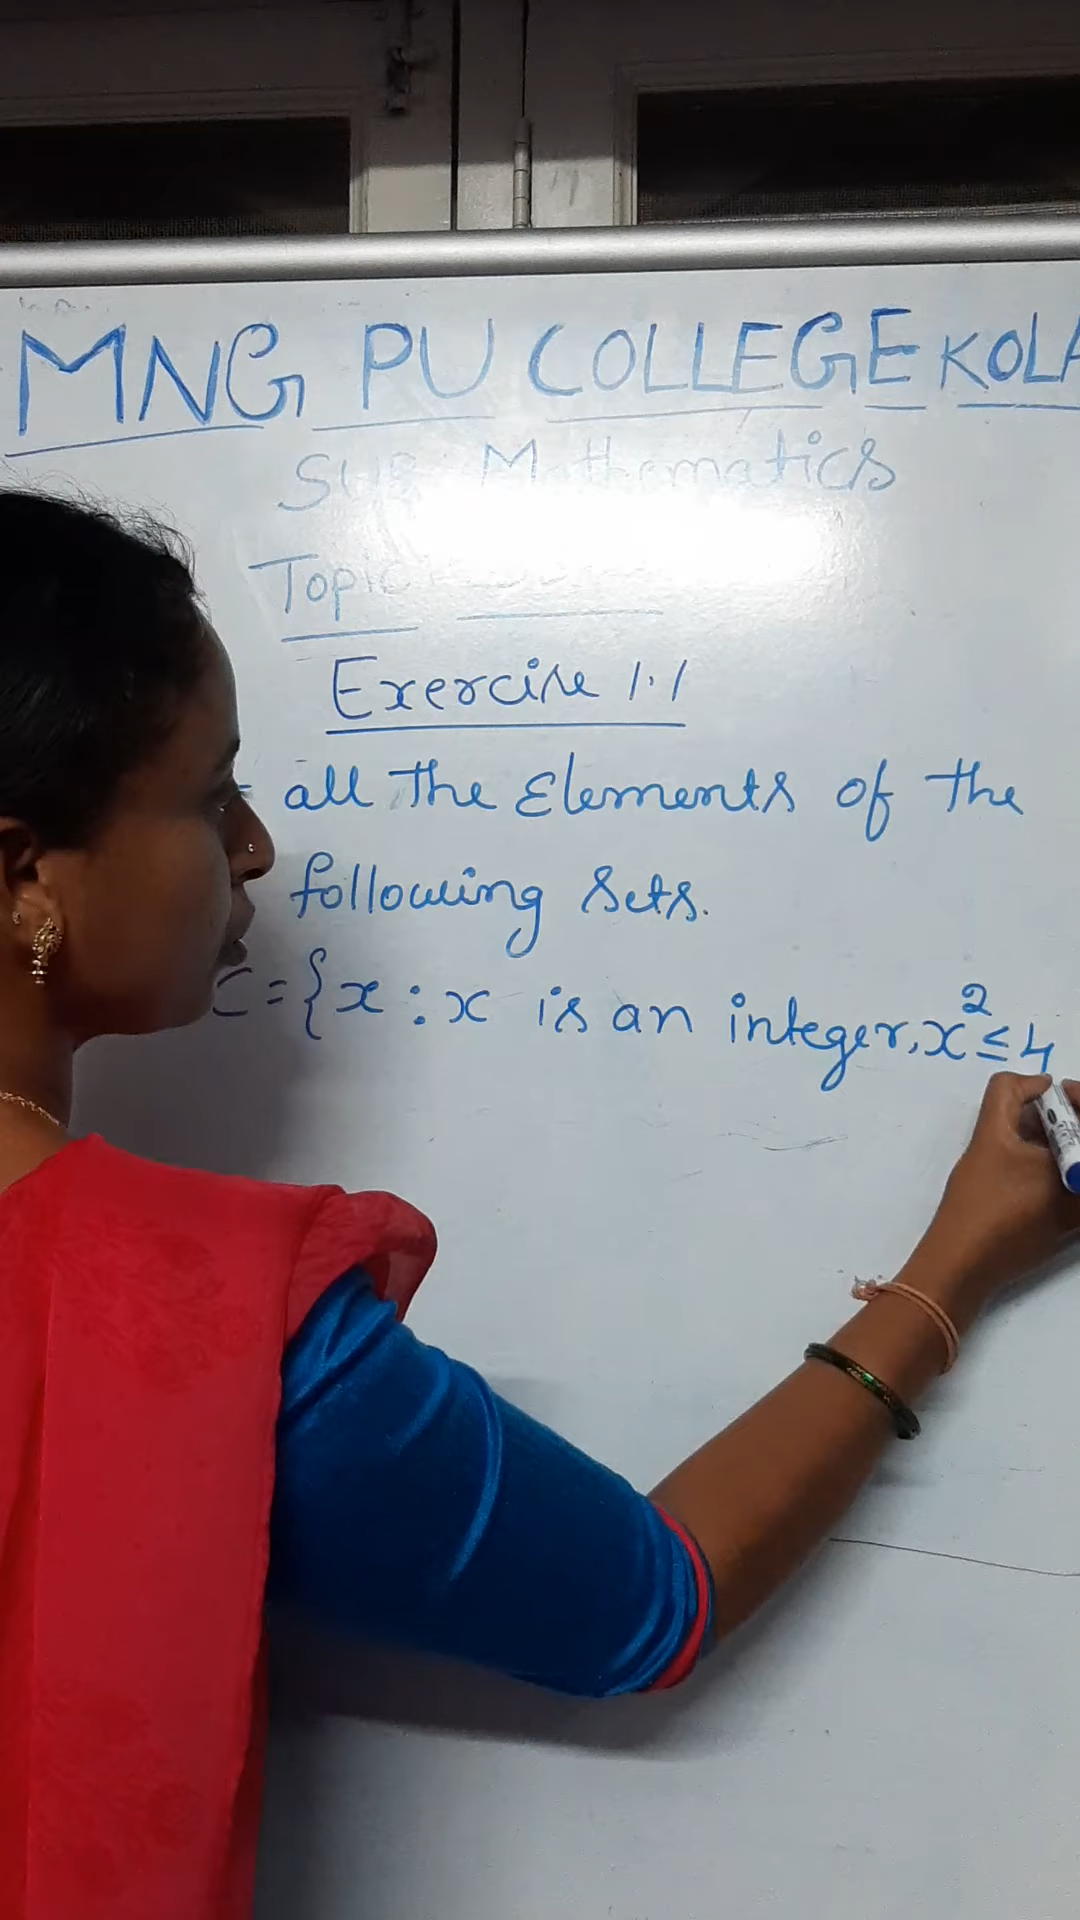 MNG PU COLLEGE KOLA
SUB Mathematics
Topic
Exercise 1.1
all the Elements of the
following sets.
C={x:x is an integer, x² ≤ 4